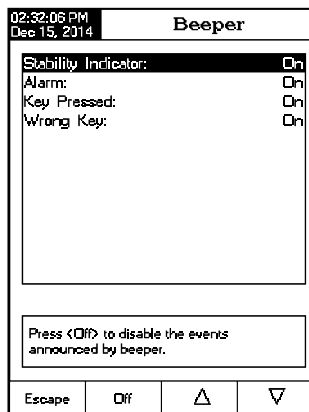 02:32:06 PM
Dec 15, 2014
Beeper
Stability Indicator: On
Alarm: On
Key Pressed: On
Wrong Key: On
Press <Off> to disable the events
announced by beeper.
Escape Off